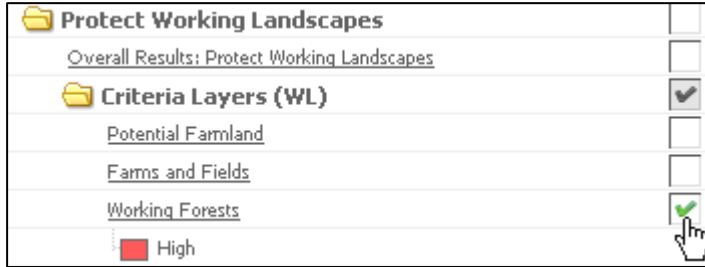 Protect Working Landscapes
Overall Results: Protect Working Landscapes
Criteria Layers (WL)
Potential Farmland
Farms and Fields
Working Forests
High